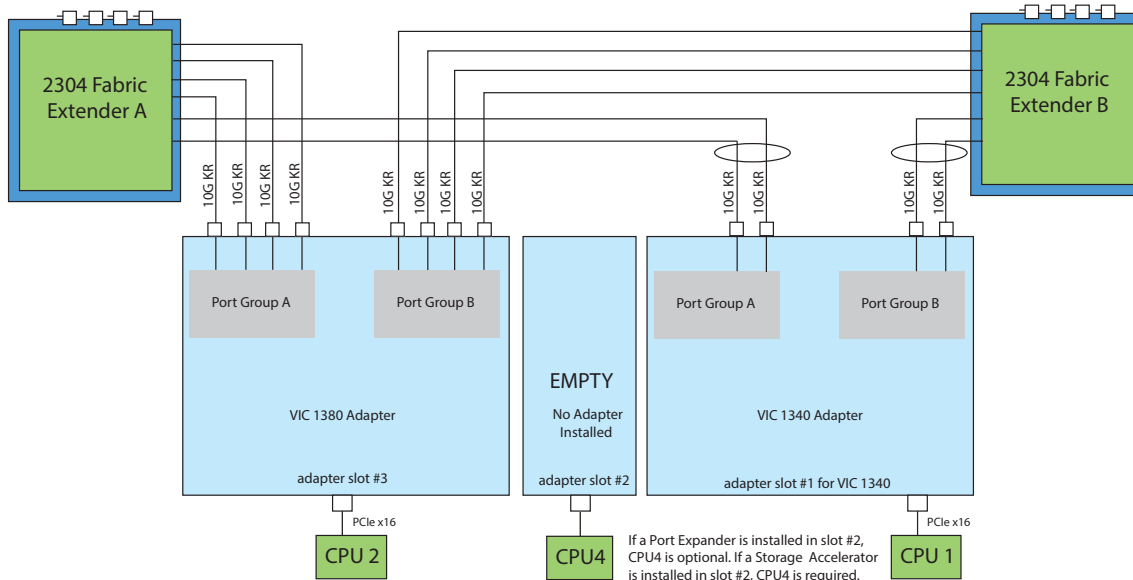 2304 Fabric
Extender A
2304 Fabric
Extender B
10G KR
10G KR
10G KR
10G KR
10G KR
10G KR
10G KR
10G KR
10G KR
10G KR
10G KR
10G KR
Port Group A
Port Group B
Port Group A
Port Group B
EMPTY
No Adapter
Installed
VIC 1380 Adapter
VIC 1340 Adapter
adapter slot #3
adapter slot #2
adapter slot #1 for VIC 1340
PCIe x16
PCIe x16
CPU 2
CPU4
If a Port Expander is installed in slot #2,
CPU4 is optional. If a Storage Accelerator
is installed in slot #2, CPU4 is required.
CPU 1